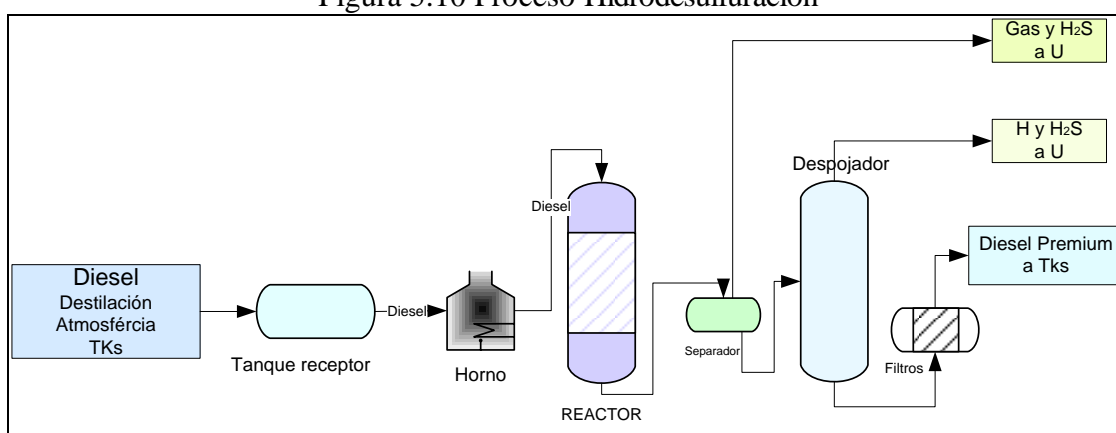 Figura 3.10 Proceso Hidrodesulfuración
Gas y H2S
a U
H y H2S
a U
Despojador
Diesel
Diesel Premium
a Tks
Diesel
Destilación
Atmosfércia
TKs
Diesel
Tanque receptor
Horno
REACTOR
Separador
Filtros